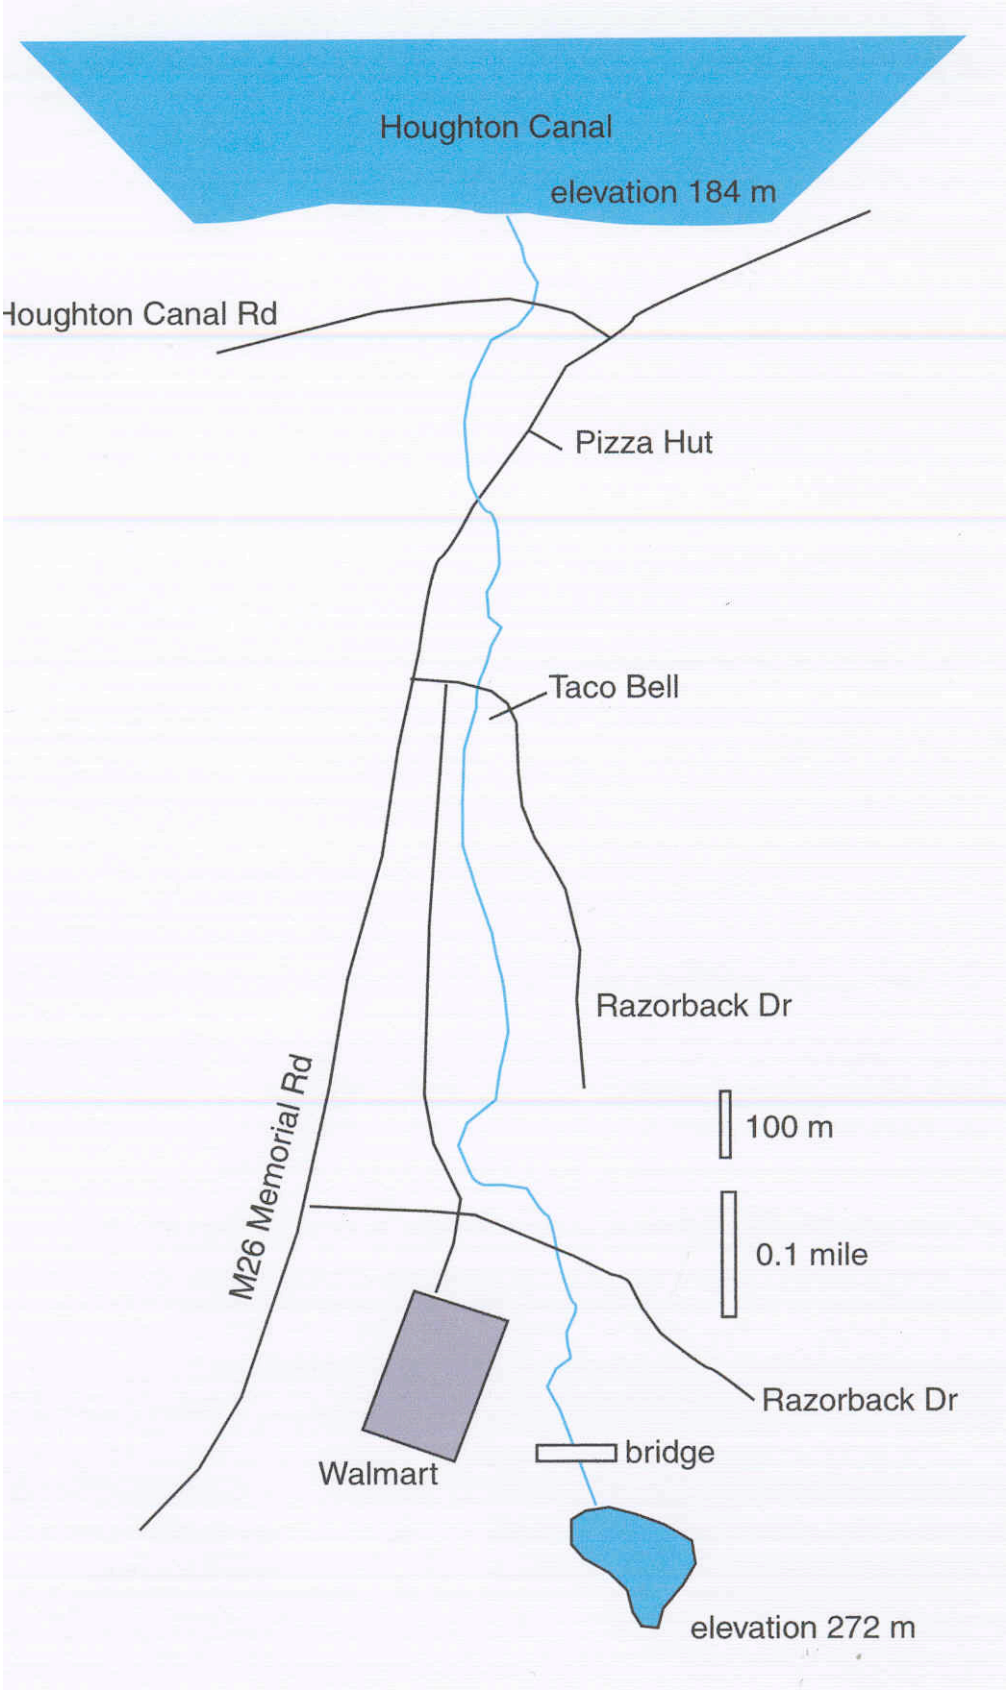 Houghton Canal
elevation 184 m
Houghton Canal Rd
Pizza Hut
Taco Bell
Razorback Dr
M26 Memorial Rd
100 m
0.1 mile
Razorback Dr
bridge
Walmart
elevation 272 m